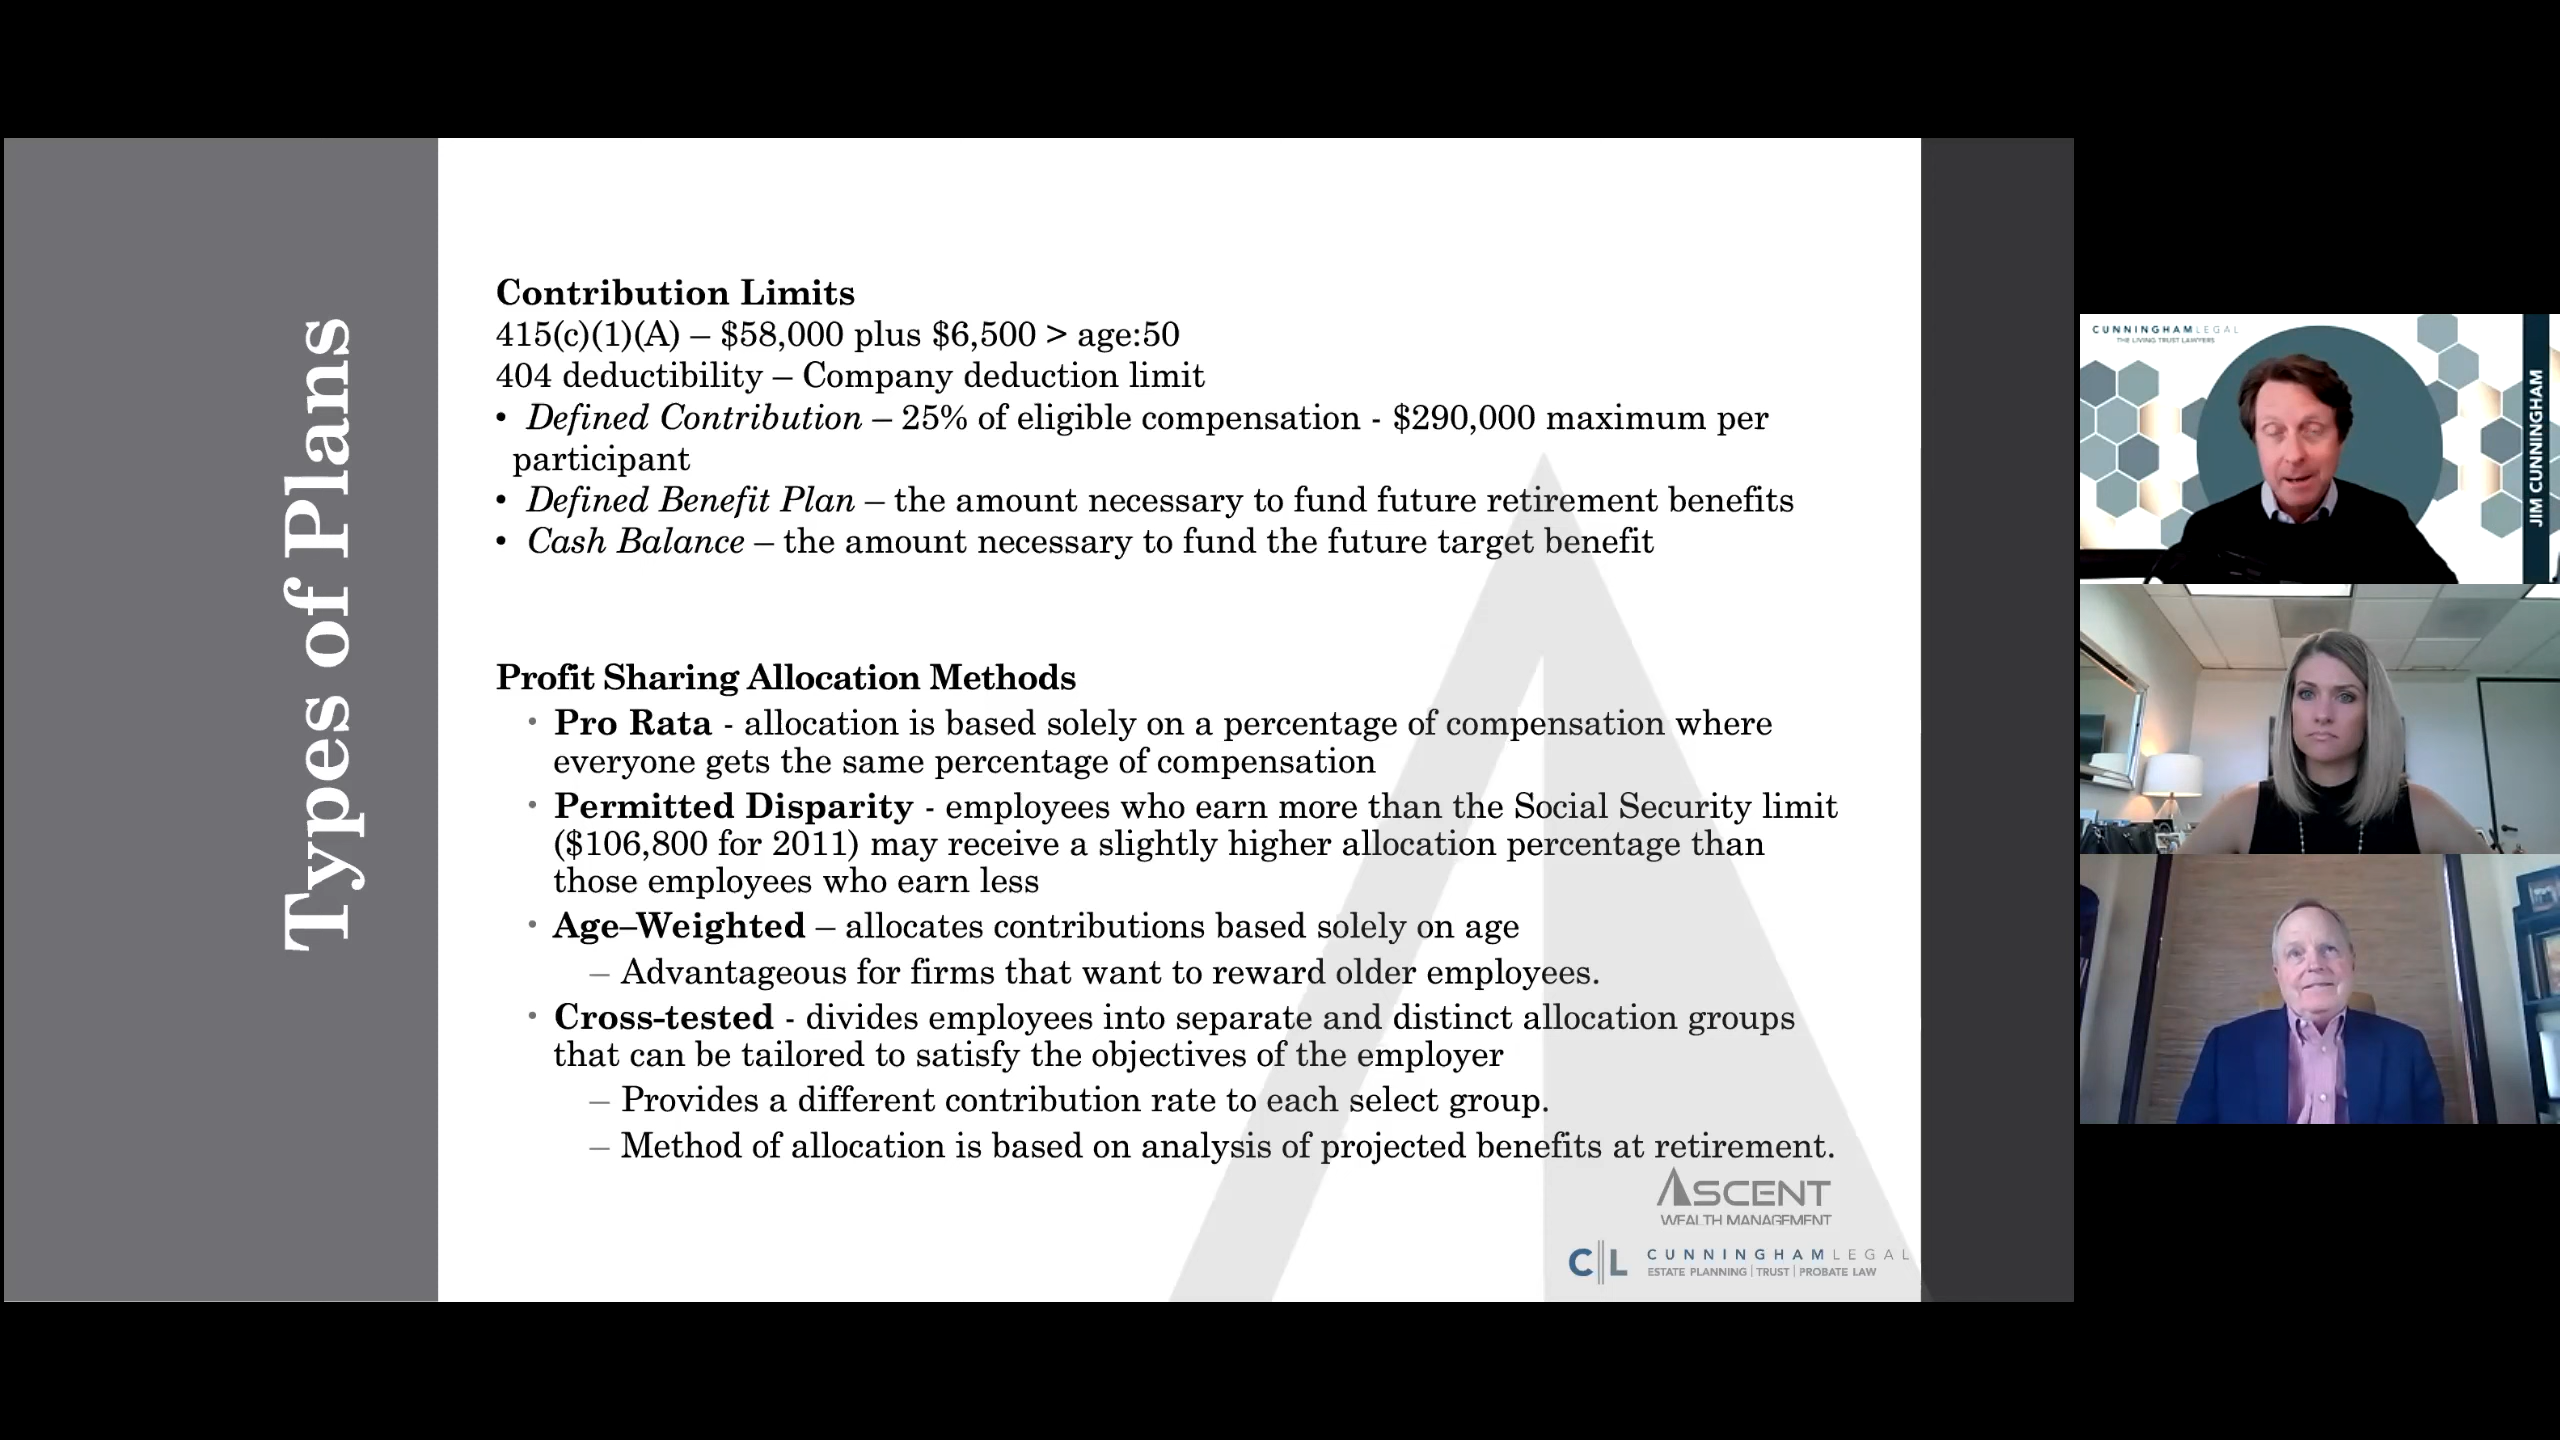 Types of Plans
Contribution Limits
415(c)(1)(A) – $58,000 plus $6,500 > age:50
404 deductibility – Company deduction limit
• Defined Contribution – 25% of eligible compensation - $290,000 maximum per
participant
• Defined Benefit Plan – the amount necessary to fund future retirement benefits
• Cash Balance – the amount necessary to fund the future target benefit
Profit Sharing Allocation Methods
• Pro Rata - allocation is based solely on a percentage of compensation where
everyone gets the same percentage of compensation
• Permitted Disparity - employees who earn more than the Social Security limit
($106,800 for 2011) may receive a slightly higher allocation percentage than
those employees who earn less
• Age–Weighted – allocates contributions based solely on age
– Advantageous for firms that want to reward older employees.
• Cross-tested - divides employees into separate and distinct allocation groups
that can be tailored to satisfy the objectives of the employer
– Provides a different contribution rate to each select group.
– Method of allocation is based on analysis of projected benefits at retirement.
ASCENT
WEALTH MANAGEMENT
C L CUNNINGHAMLEGAL
ESTATE PLANNING | TRUST | PROBATE LAW
CUNNINGHAMLEGAL
THE LIVING TRUST LAWYERS
JIM CUNNINGHAM